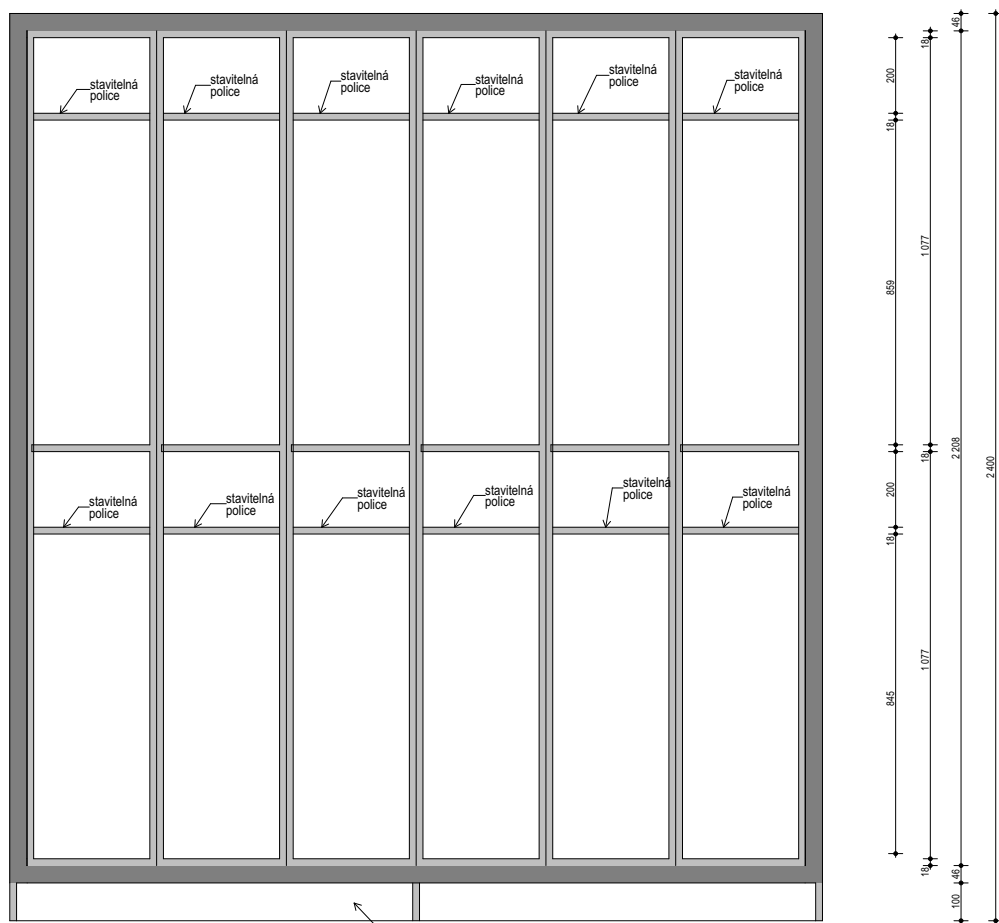 stavitelná
police
stavitelná
police
stavitelná
police
stavitelná
police
stavitelná
police
stavitelná
police
stavitelná
police
stavitelná
police
stavitelná
police
stavitelná
police
stavitelná
police
stavitelná
police
200
18
859
200
18
845
18
1 077
18
1 077
18
46
2 208
46
100
2 400